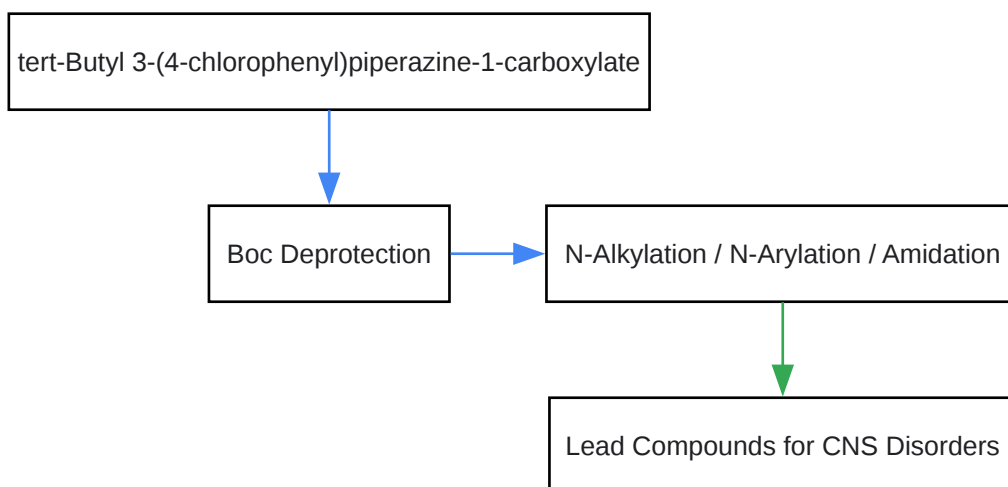 tert-Butyl 3-(4-chlorophenyl)piperazine-1-carboxylate
Boc Deprotection
N-Alkylation / N-Arylation / Amidation
Lead Compounds for CNS Disorders